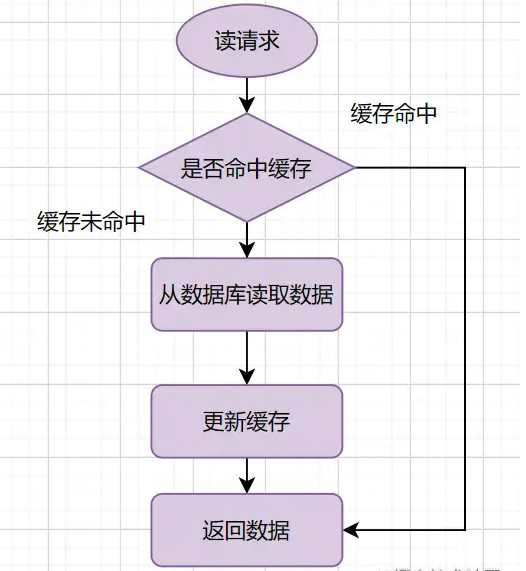 读请求
缓存命中
是否命中缓存
缓存未命中
从数据库读取数据
更新缓存
返回数据